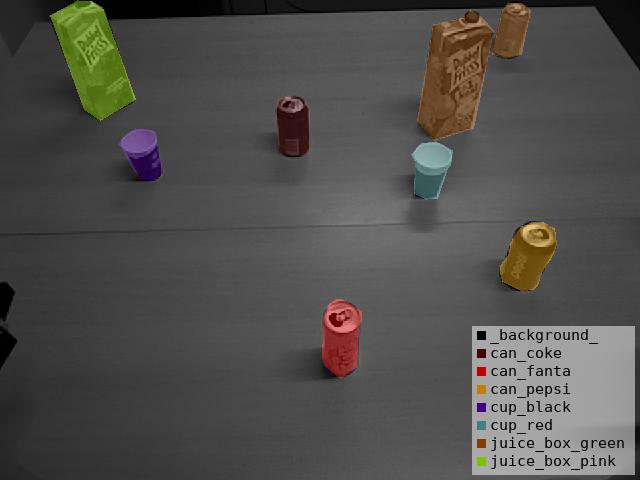 _background_
can_coke
can_fanta
can_pepsi
cup_black
cup_red
juice_box_green
juice_box_pink